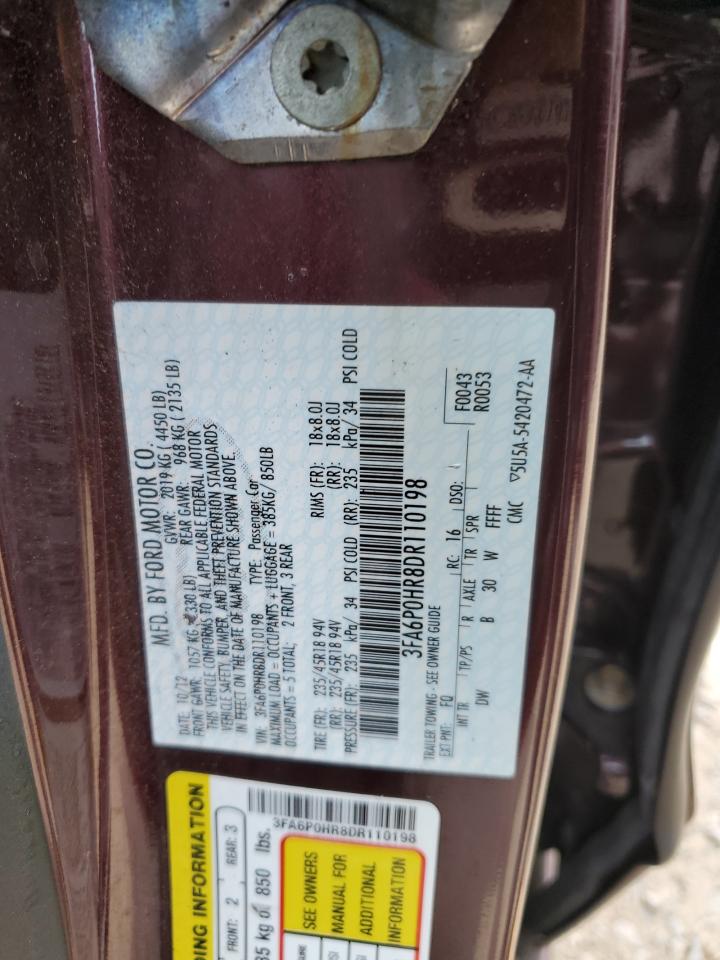 MFD. BY FORD MOTOR CO.
DATE: 10/12 GVWR: 2019 KG ( 4450 LB)
FRONT GAWR: 1057 KG 330 LB) REAR GAWR: 968 KG ( 2135 LB)
THIS VEHICLE CONFORMS TO ALL APPLICABLE FEDERAL MOTOR
VEHICLE SAFETY, BUMPER, AND THEFT PREVENTION STANDARDS
IN EFFECT ON THE DATE OF MANUFACTURE SHOWN ABOVE.
VIN: 3FA6P0HR8DR110198 TYPE: Passenger Car
MAXIMUM LOAD = OCCUPANTS + LUGGAGE = 385KG/ 850LB
OCCUPANTS = 5 TOTAL; 2 FRONT, 3 REAR
TIRE (FR): 235/45R18 94V RIMS (FR): 18x8.0J
(RR): 235/45R18 94V (RR): 18x8.0J
PRESSURE (FR): 235 kPa/ 34 PSI COLD (RR): 235 kPa/ 34 PSI COLD
3FA6P0HR8DR110198
TRAILER TOWING - SEE OWNER GUIDE
EXT PNT: FQ RC: 16 DSO: F0043
INT TR TP/PS R AXLE TR SPR R0053
DW B 30 W FFFF
CMC ▽5U5A-5420472-AA
DING INFORMATION
FRONT: 2 REAR: 3
850 lbs.
3FA6P0HR8DR110198
SEE OWNERS
MANUAL FOR
ADDITIONAL
INFORMATION